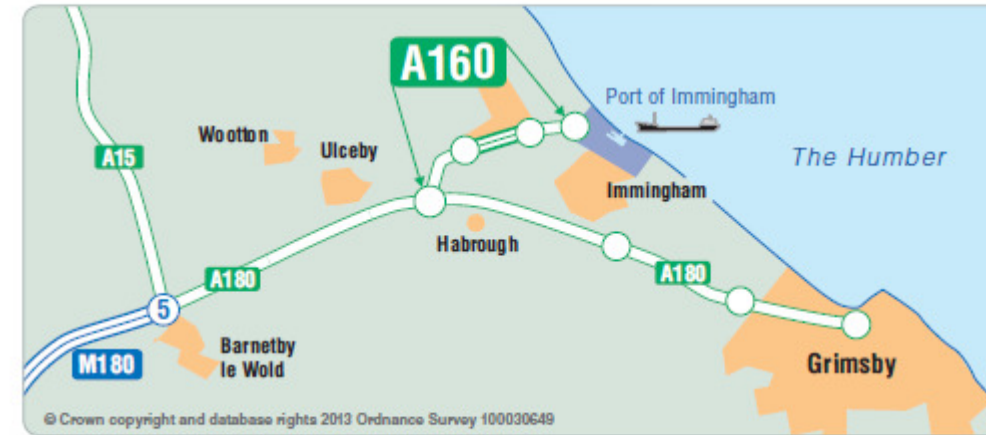 A160
Port of Immingham
Wootton
Ulceby
A15
The Humber
Immingham
Habrough
A180
A180
5
Barnetby
le Wold
M180
Grimsby
© Crown copyright and database rights 2013 Ordnance Survey 100030649